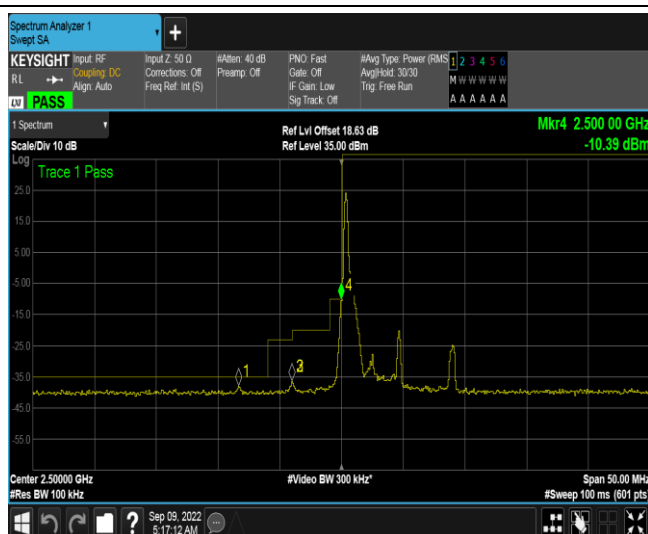 Spectrum Analyzer 1
Swept SA
KEYSIGHT
RL
LXI PASS
Input: RF
Coupling: DC
Align: Auto
Input Z: 50 Ω
Corrections: Off
Freq Ref: Int (S)
#Atten: 40 dB
Preamp: Off
PNO: Fast
Gate: Off
IF Gain: Low
Sig Track: Off
#Avg Type: Power (RMS
Avg|Hold: 30/30
Trig: Free Run
1 2 3 4 5 6
M W W W W W
A A A A A A
1 Spectrum
Scale/Div 10 dB
Ref Lvl Offset 18.63 dB
Ref Level 35.00 dBm
Mkr4 2.500 00 GHz
-10.39 dBm
Log
Trace 1 Pass
25.0
15.0
5.00
-5.00
-15.0
-25.0
-35.0
-45.0
-55.0
4
1
Center 2.50000 GHz
#Res BW 100 kHz
#Video BW 300 kHz*
Span 50.00 MHz
#Sweep 100 ms (601 pts)
?
Sep 09, 2022
5:17:12 AM